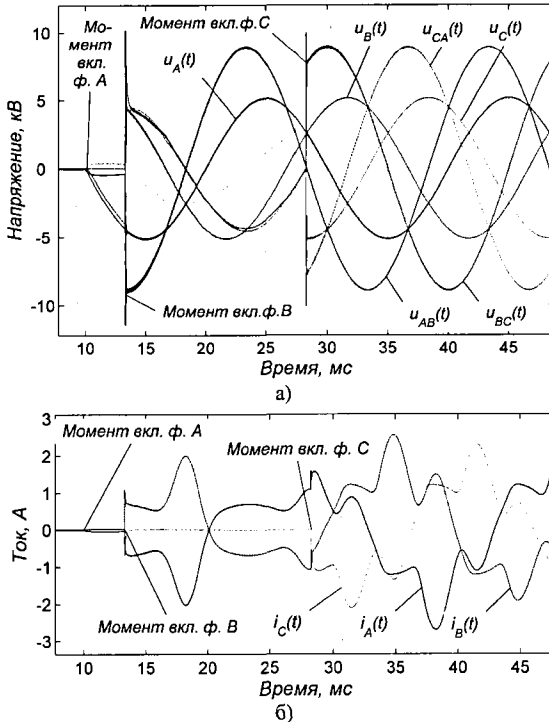 Мо-
мент
вкл.
ф. А
Момент вкл.ф.С
u_A(t)
u_B(t)
u_CA(t)
u_C(t)
10
5
0
-5
-10
Напряжение, кВ
Момент вкл.ф.В
u_AB(t)
u_BC(t)
10 15 20 25 30 35 40 45
Время, мс
а)
Момент вкл. ф. А
Момент вкл. ф. С
3
2
1
0
-1
-2
-3
Ток, А
Момент вкл. ф. В
i_C(t)
i_A(t)
i_B(t)
10 15 20 25 30 35 40 45
Время, мс
б)